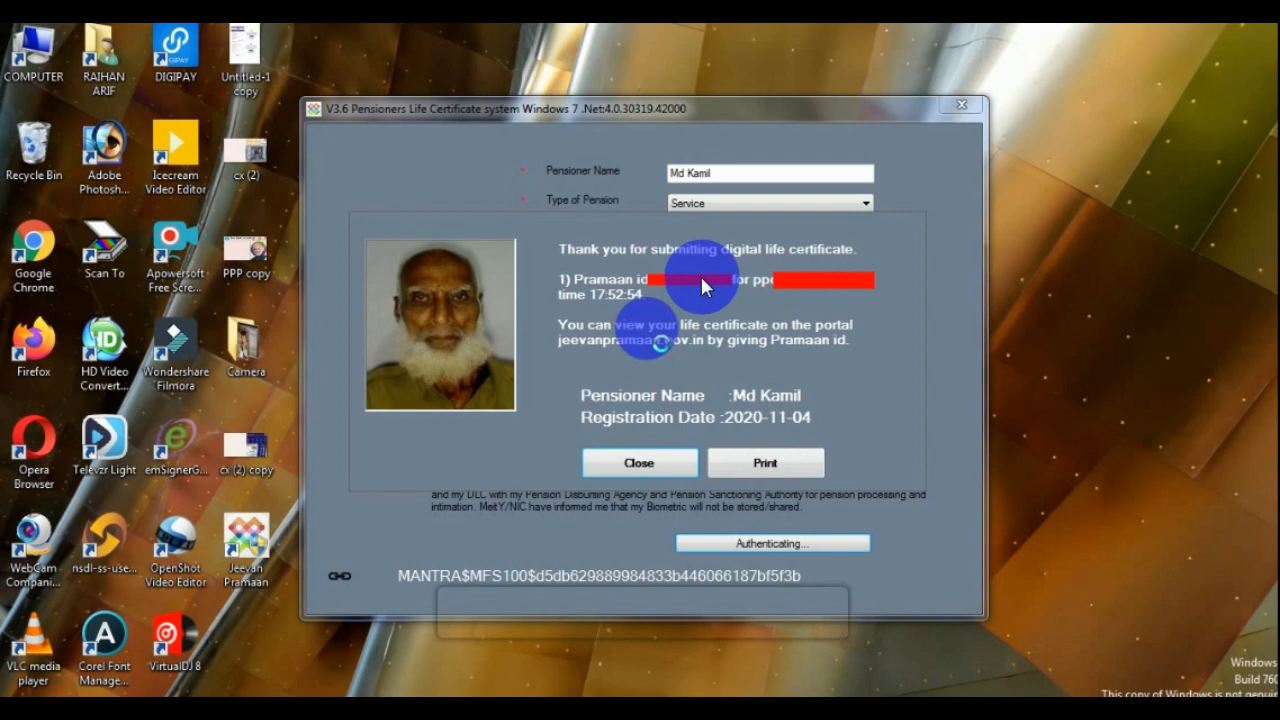 COMPUTER
RAIHAN
ARIF
DIGIPAY
Untitled-1
copy
Recycle Bin
Adobe
Photosh...
Icecream
Video Editor
cx (2)
Google
Chrome
Scan To
Apowersoft
Free Scre...
PPP copy
Firefox
HD Video
Convert...
Wondershare
Filmora
Camera
Opera
Browser
Televzr Light
emSignerG...
cx (2) copy
WebCam
Compani...
nsdl-ss-use...
OpenShot
Video Editor
Jeevan
Pramaan
VLC media
player
Corel Font
Manage...
VirtualDJ 8
V3.6 Pensioners Life Certificate system Windows 7 .Net:4.0.30319.42000
* Pensioner Name Md Kamil
* Type of Pension Service
Thank you for submitting digital life certificate.
1) Pramaan id for ppo
time 17:52:54
You can view your life certificate on the portal
by giving Pramaan id.
Pensioner Name :Md Kamil
Registration Date :2020-11-04
Close Print
and my DLC with my Pension Disbursing Agency and Pension Sanctioning Authority for pension processing and
intimation. MeitY/NIC have informed me that my Biometric will not be stored/shared.
Authenticating...
MANTRA$MFS100$d5db629889984833b446066187bf5f3b
Windows
Build 760
This copy of Windows is not genuin